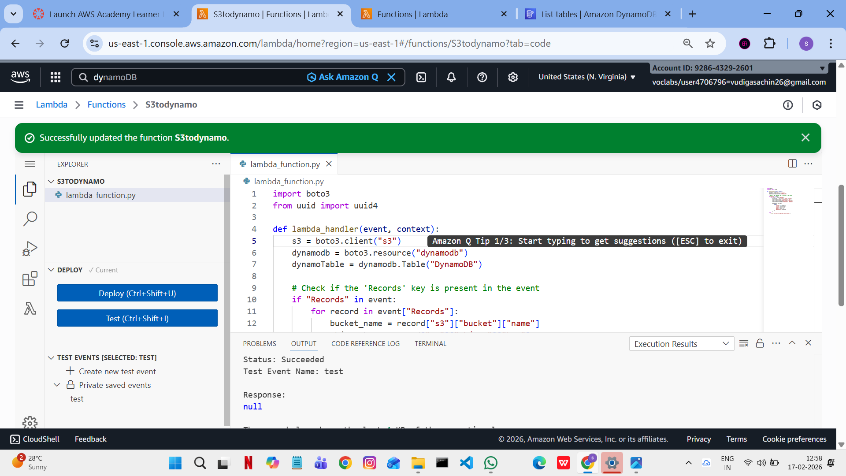 Launch AWS Academy Learner
S3todynamo | Functions | Lamb
Functions | Lambda
List tables | Amazon DynamoDB
us-east-1.console.aws.amazon.com/lambda/home?region=us-east-1#/functions/S3todynamo?tab=code
S
aws
dynamoDB
Ask Amazon Q
United States (N. Virginia)
Account ID: 9286-4329-2601
voclabs/user4706796=vudigasachin26@gmail.com
Lambda
Functions
S3todynamo
Successfully updated the function S3todynamo.
EXPLORER
S3TODYNAMO
lambda_function.py
DEPLOY
Current
Deploy (Ctrl+Shift+U)
Test (Ctrl+Shift+I)
TEST EVENTS [SELECTED: TEST]
Create new test event
Private saved events
test
lambda_function.py
lambda_function.py
1 import boto3
2 from uuid import uuid4
3
4 def lambda_handler(event, context):
5 s3 = boto3.client("s3") Amazon Q Tip 1/3: Start typing to get suggestions ([ESC] to exit)
6 dynamodb = boto3.resource("dynamodb")
7 dynamoTable = dynamodb.Table("DynamoDB")
8
9 # Check if the 'Records' key is present in the event
10 if "Records" in event:
11 for record in event["Records"]:
12 bucket_name = record["s3"]["bucket"]["name"]
PROBLEMS OUTPUT CODE REFERENCE LOG TERMINAL
Execution Results
Status: Succeeded
Test Event Name: test
Response:
null
CloudShell
Feedback
© 2026, Amazon Web Services, Inc. or its affiliates.
Privacy
Terms
Cookie preferences
2
28°C
Sunny
ENG
IN
12:58
17-02-2026